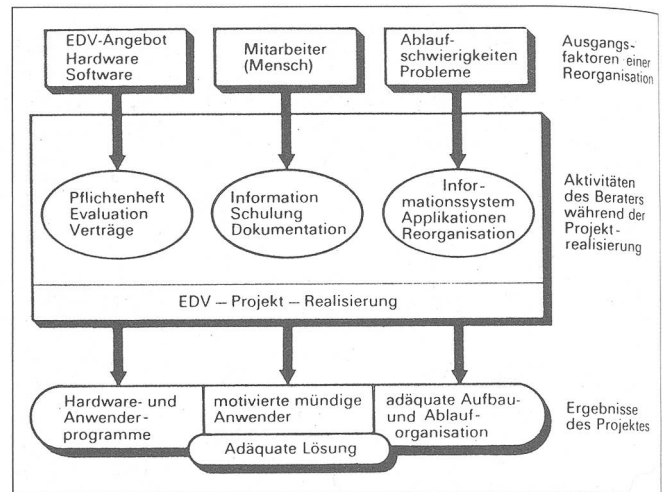 EDV-Angebot
Hardware
Software
Mitarbeiter
(Mensch)
Ablauf-
schwierigkeiten
Probleme
Ausgangs-
faktoren einer
Reorganisation
Pflichtenheft
Evaluation
Verträge
Information
Schulung
Dokumentation
Infor-
mationssystem
Applikationen
Reorganisation
Aktivitäten
des Beraters
während der
Projekt-
realisierung
EDV – Projekt – Realisierung
Hardware- und
Anwender-
programme
motivierte mündige
Anwender
adäquate Aufbau-
und Ablauf-
organisation
Ergebnisse
des Projektes
Adäquate Lösung